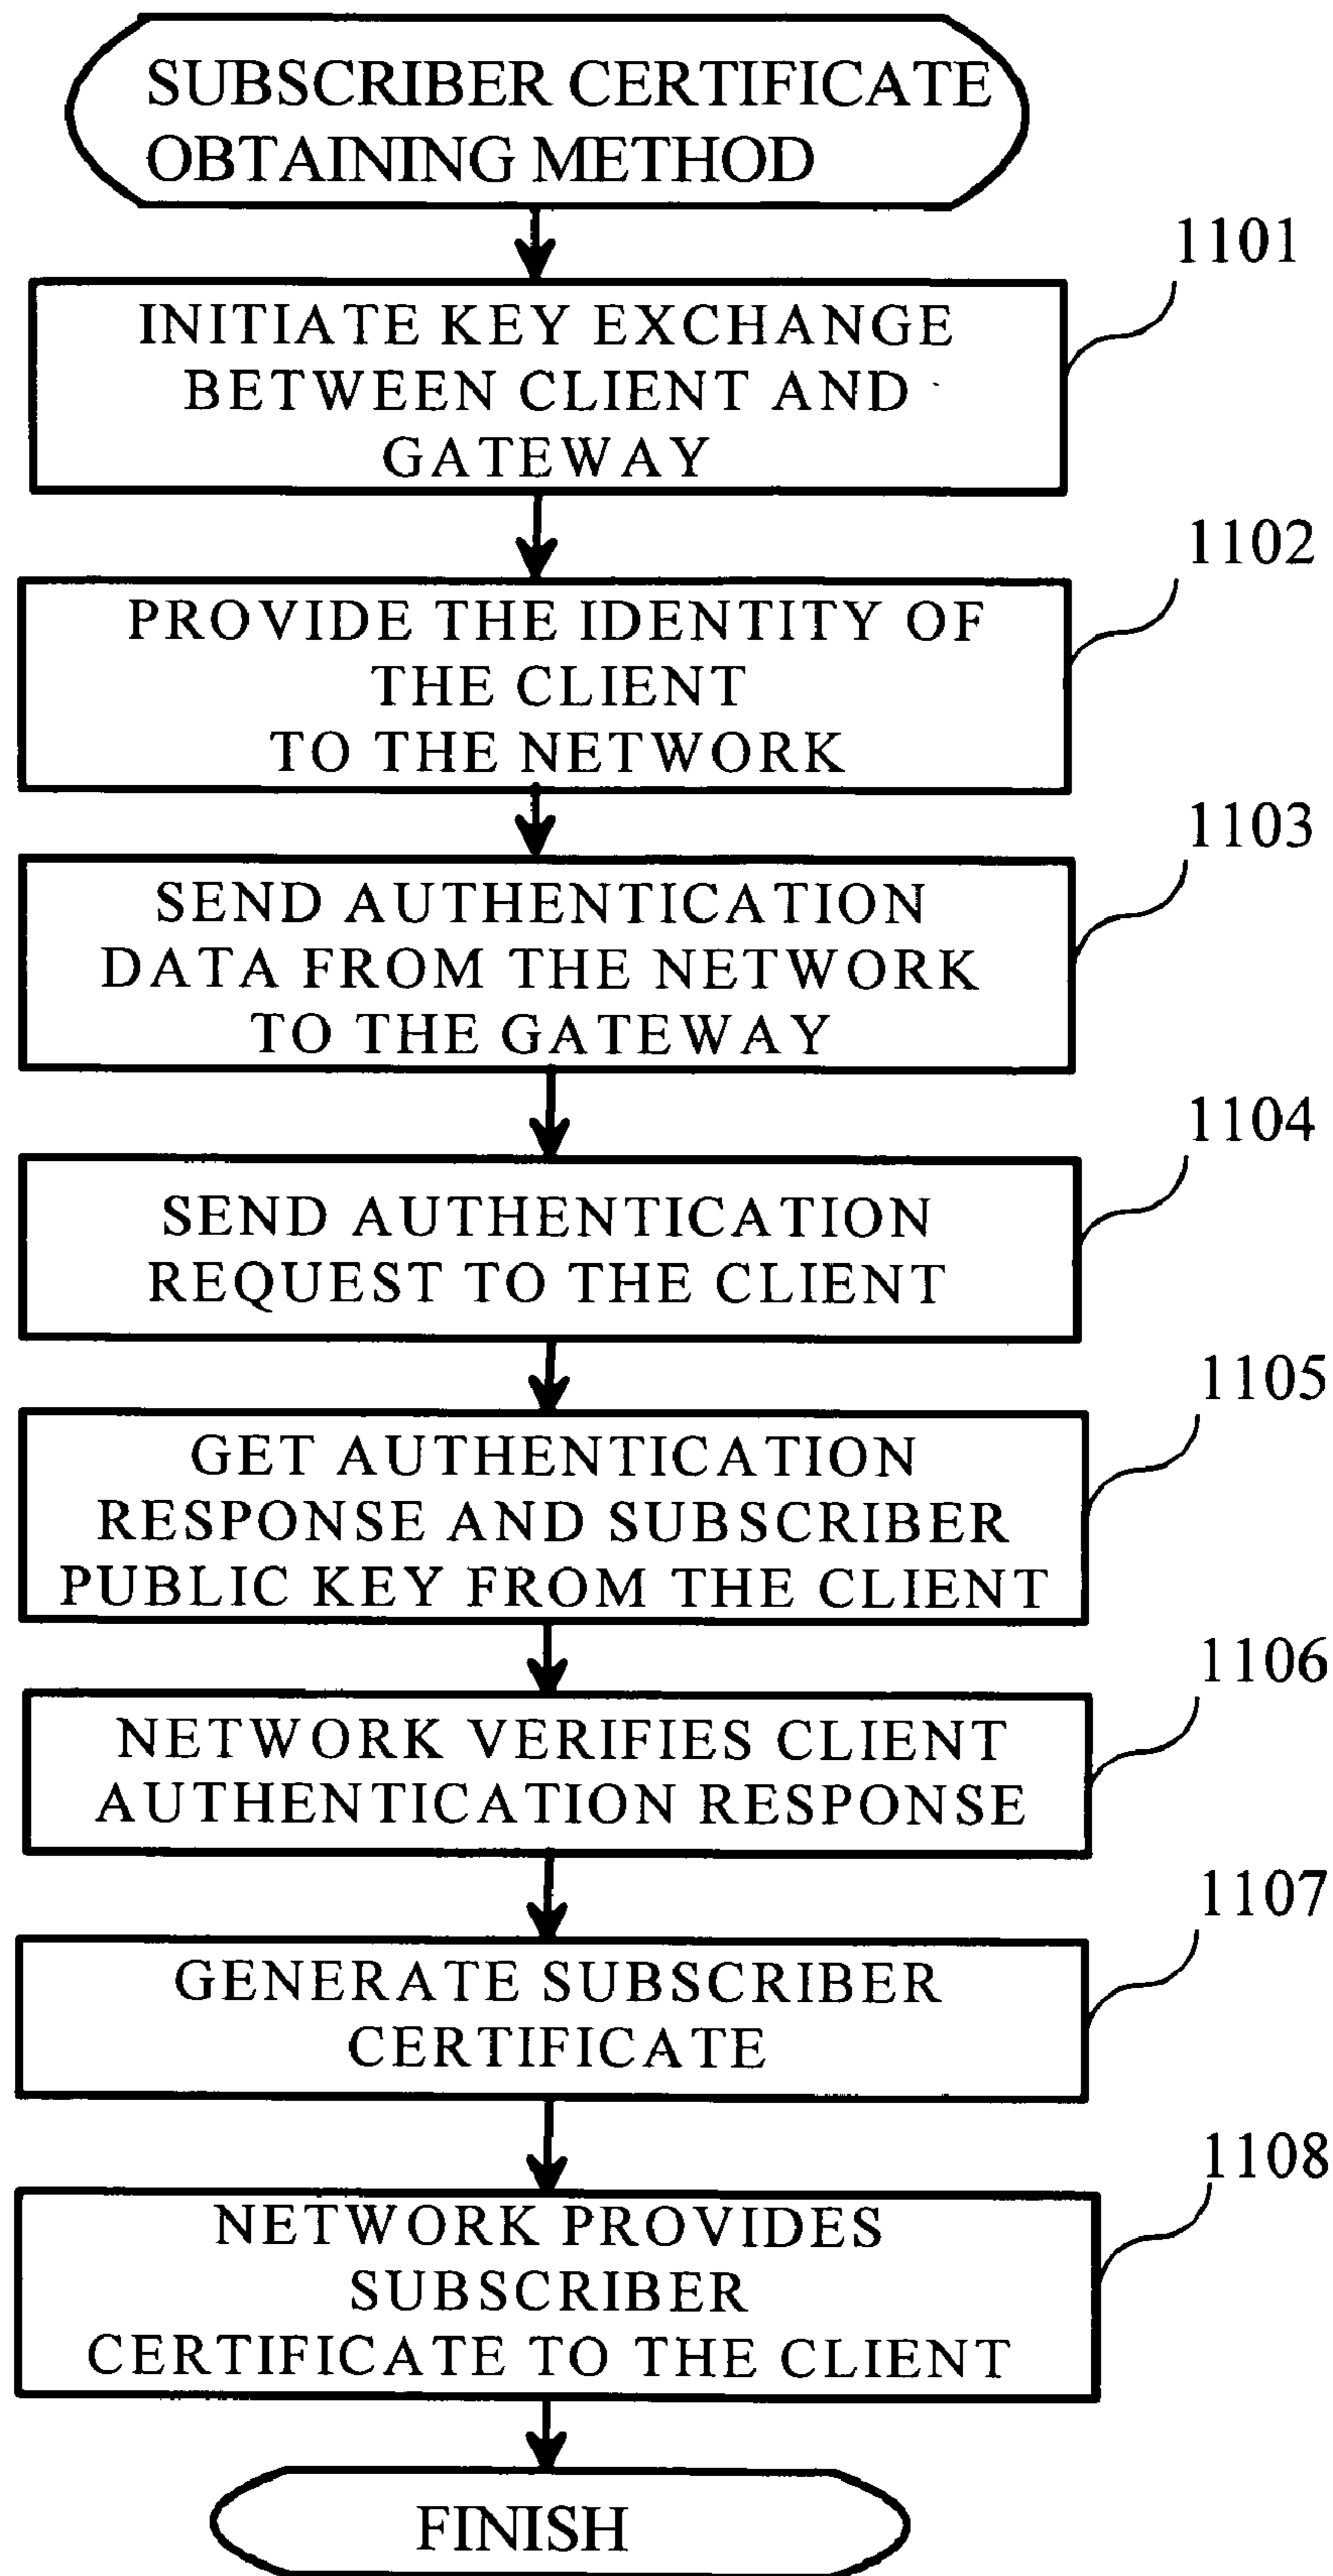 SUBSCRIBER CERTIFICATE
OBTAINING METHOD
1101
INITIATE KEY EXCHANGE
BETWEEN CLIENT AND
GATEWAY
1102
PROVIDE THE IDENTITY OF
THE CLIENT
TO THE NETWORK
1103
SEND AUTHENTICATION
DATA FROM THE NETWORK
TO THE GATEWAY
1104
SEND AUTHENTICATION
REQUEST TO THE CLIENT
1105
GET AUTHENTICATION
RESPONSE AND SUBSCRIBER
PUBLIC KEY FROM THE CLIENT
1106
NETWORK VERIFIES CLIENT
AUTHENTICATION RESPONSE
1107
GENERATE SUBSCRIBER
CERTIFICATE
1108
NETWORK PROVIDES
SUBSCRIBER
CERTIFICATE TO THE CLIENT
FINISH